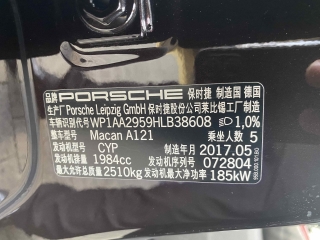 品牌 PORSCHE 保时捷 制造国 德国
生产厂 Porsche Leipzig GmbH 保时捷股份公司莱比锡工厂制造
车辆识别代号 WP1AA2959HLB38608 1,0%
整车型号 Macan A121 乘坐人数 5
发动机型号 CYP 制造年月 2017.05
发动机排量 1984cc 发动机序号 072804
最大允许总质量 2510kg 发动机最大净功率 185kW